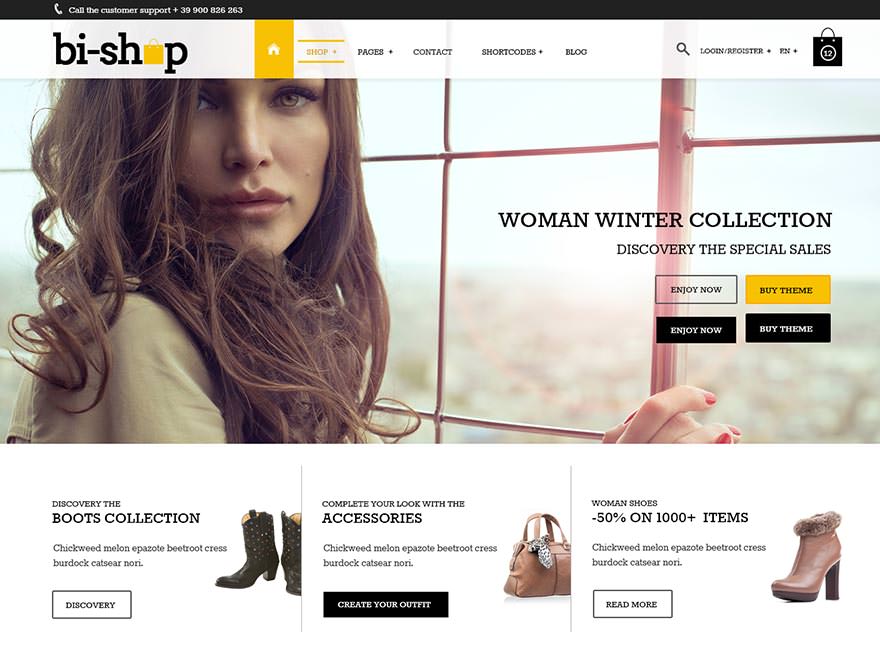 Call the customer support + 39 900 826 263
bi-shop
SHOP + PAGES + CONTACT SHORTCODES + BLOG LOGIN/REGISTER + EN + 12
WOMAN WINTER COLLECTION
DISCOVERY THE SPECIAL SALES
ENJOY NOW BUY THEME
ENJOY NOW BUY THEME
DISCOVERY THE
BOOTS COLLECTION
Chickweed melon epazote beetroot cress
burdock catsear nori.
DISCOVERY
COMPLETE YOUR LOOK WITH THE
ACCESSORIES
Chickweed melon epazote beetroot cress
burdock catsear nori.
CREATE YOUR OUTFIT
WOMAN SHOES
-50% ON 1000+ ITEMS
Chickweed melon epazote beetroot cress
burdock catsear nori.
READ MORE